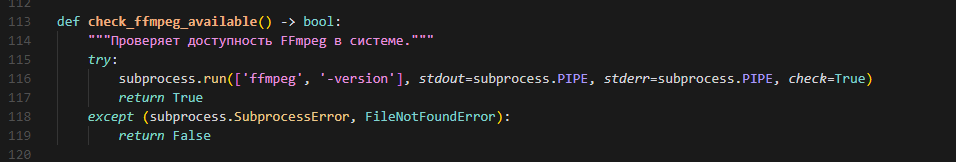 112
113 def check_ffmpeg_available() -> bool:
114     """Проверяет доступность FFmpeg в системе."""
115     try:
116         subprocess.run(['ffmpeg', '-version'], stdout=subprocess.PIPE, stderr=subprocess.PIPE, check=True)
117         return True
118     except (subprocess.SubprocessError, FileNotFoundError):
119         return False
120